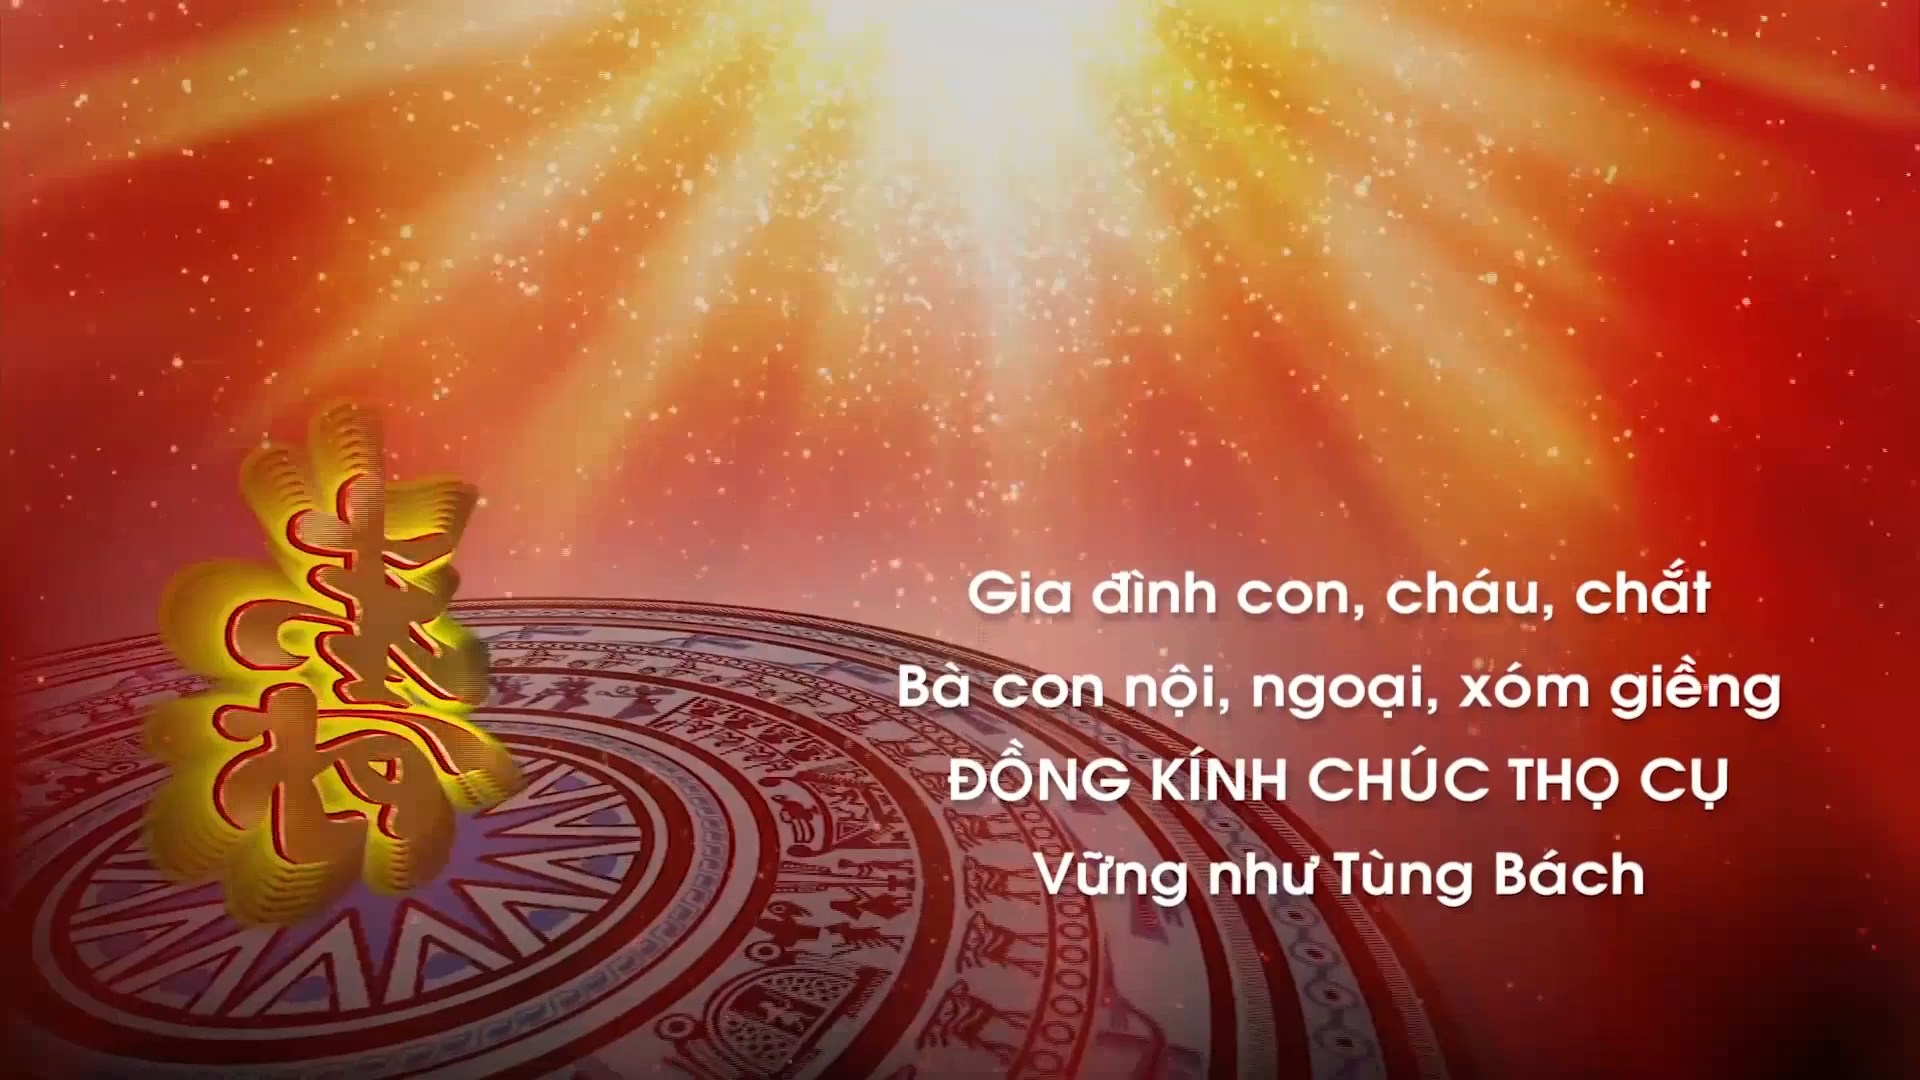 壽
Gia đình con, cháu, chắt
Bà con nội, ngoại, xóm giềng
ĐỒNG KÍNH CHÚC THỌ CỤ
Vững như Tùng Bách